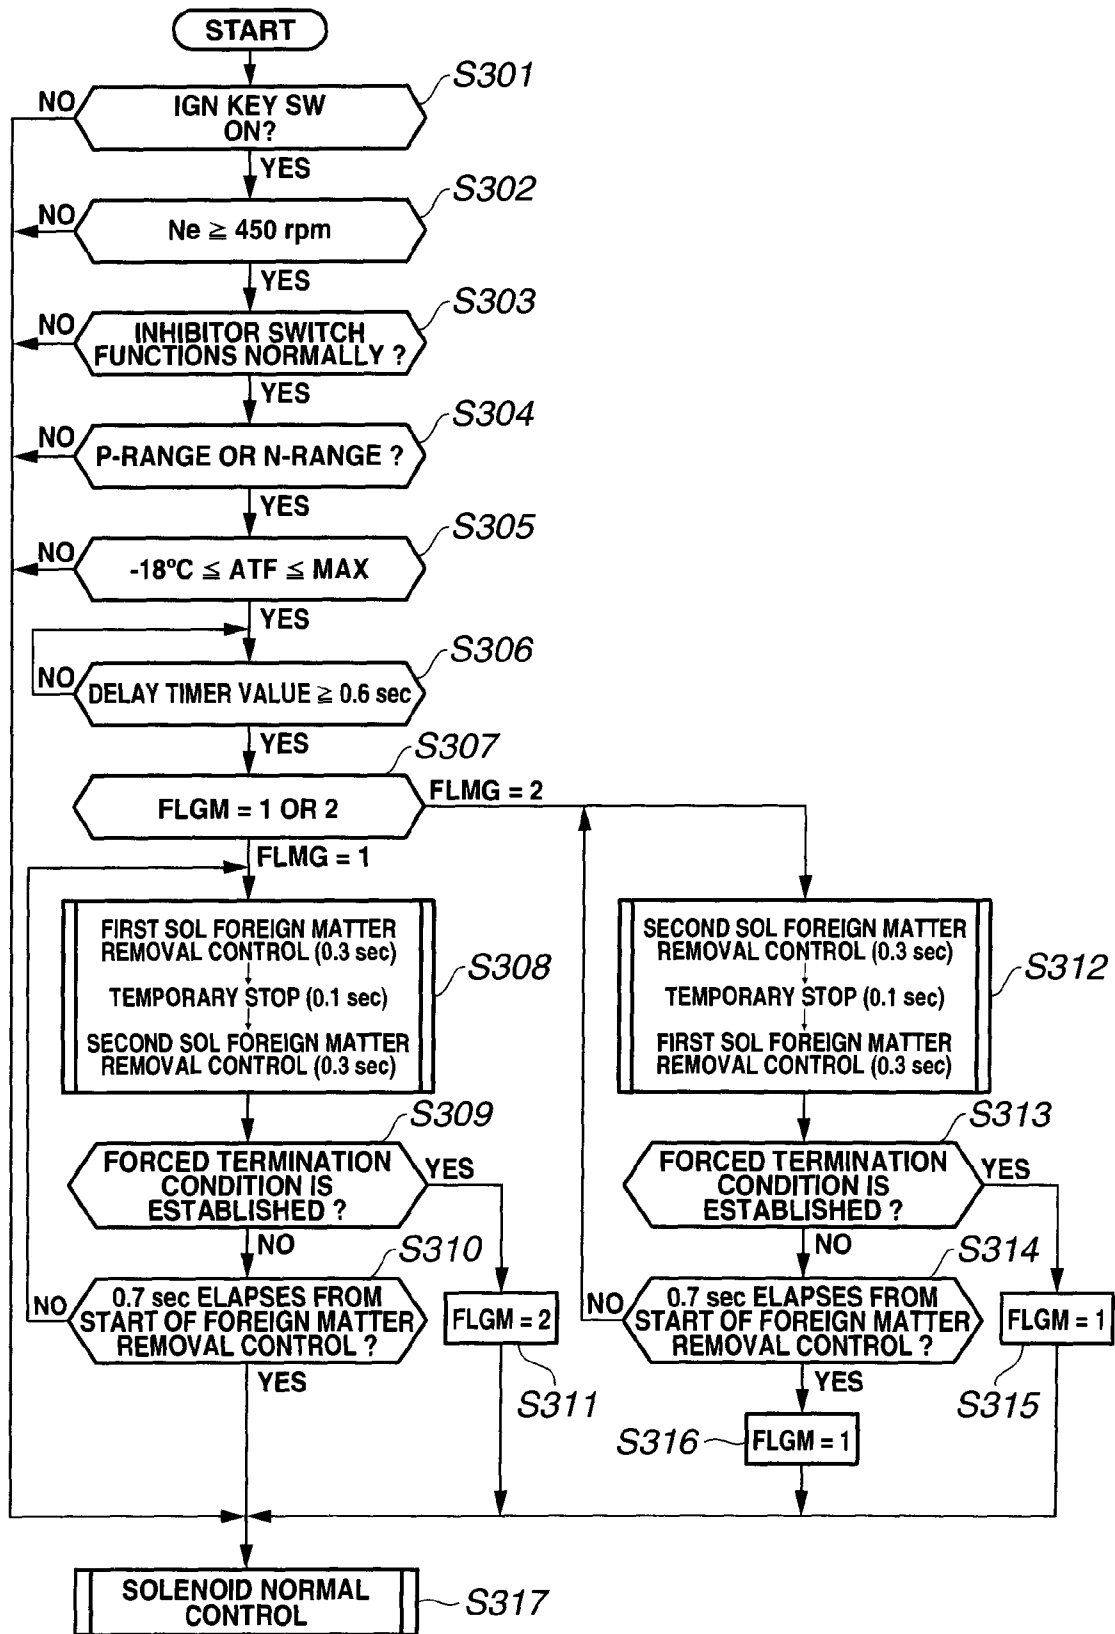 START
S301
NO
IGN KEY SW
ON?
YES
S302
NO
Ne ≧ 450 rpm
YES
S303
NO
INHIBITOR SWITCH
FUNCTIONS NORMALLY ?
YES
S304
NO
P-RANGE OR N-RANGE ?
YES
S305
NO
-18°C ≦ ATF ≦ MAX
YES
S306
NO
DELAY TIMER VALUE ≧ 0.6 sec
YES
S307
FLGM = 1 OR 2
FLMG = 2
FLMG = 1
FIRST SOL FOREIGN MATTER
REMOVAL CONTROL (0.3 sec)
TEMPORARY STOP (0.1 sec)
SECOND SOL FOREIGN MATTER
REMOVAL CONTROL (0.3 sec)
S308
SECOND SOL FOREIGN MATTER
REMOVAL CONTROL (0.3 sec)
TEMPORARY STOP (0.1 sec)
FIRST SOL FOREIGN MATTER
REMOVAL CONTROL (0.3 sec)
S312
S309
FORCED TERMINATION
CONDITION IS
ESTABLISHED ?
YES
NO
S313
FORCED TERMINATION
CONDITION IS
ESTABLISHED ?
YES
NO
S310
NO
0.7 sec ELAPSES FROM
START OF FOREIGN MATTER
REMOVAL CONTROL ?
YES
FLGM = 2
S311
S314
NO
0.7 sec ELAPSES FROM
START OF FOREIGN MATTER
REMOVAL CONTROL ?
YES
FLGM = 1
S315
S316
FLGM = 1
SOLENOID NORMAL
CONTROL
S317